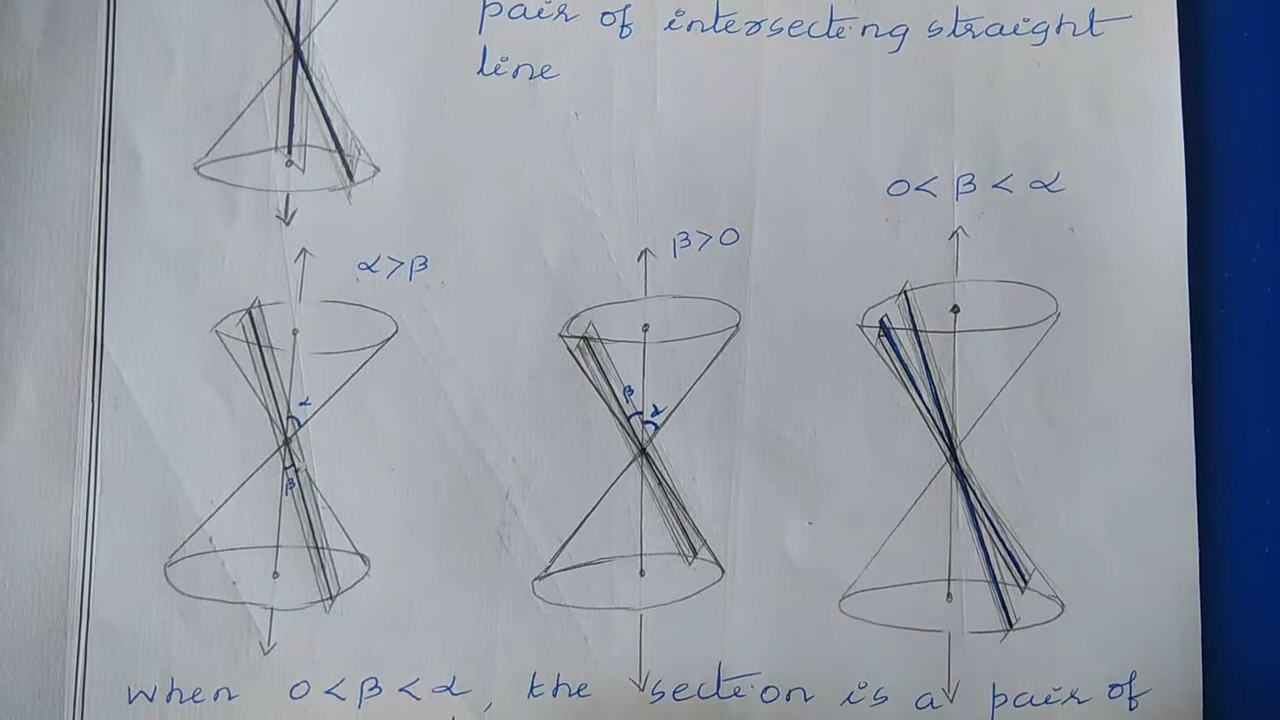 pair of intersecting straight
line
0 < β < α
α > β
β > 0
α
β
β
α
when 0 < β < α, the section is a pair of